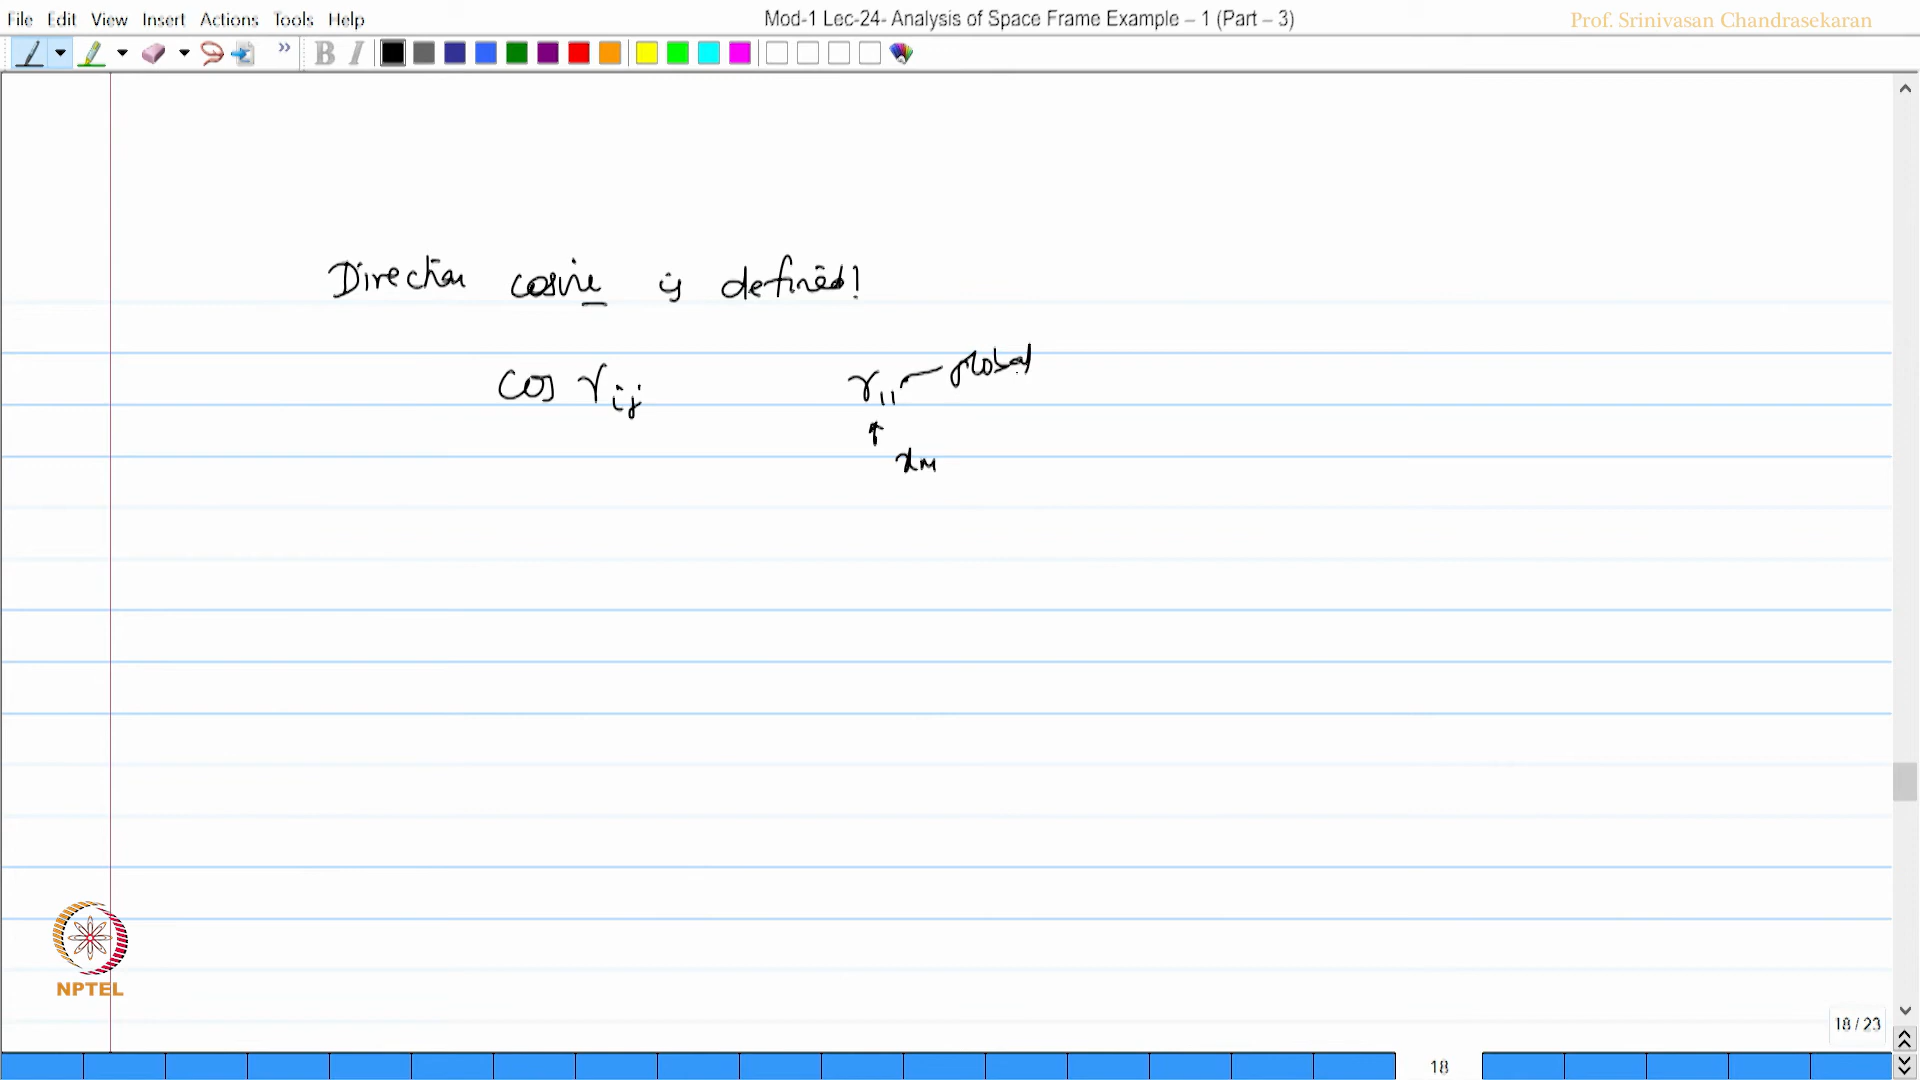 File Edit View Insert Actions Tools Help
Mod-1 Lec-24- Analysis of Space Frame Example – 1 (Part – 3)
Prof. Srinivasan Chandrasekaran
B I
Direction cosine is defined!
cos γij γ11 global
xM
NPTEL
18 / 23
18